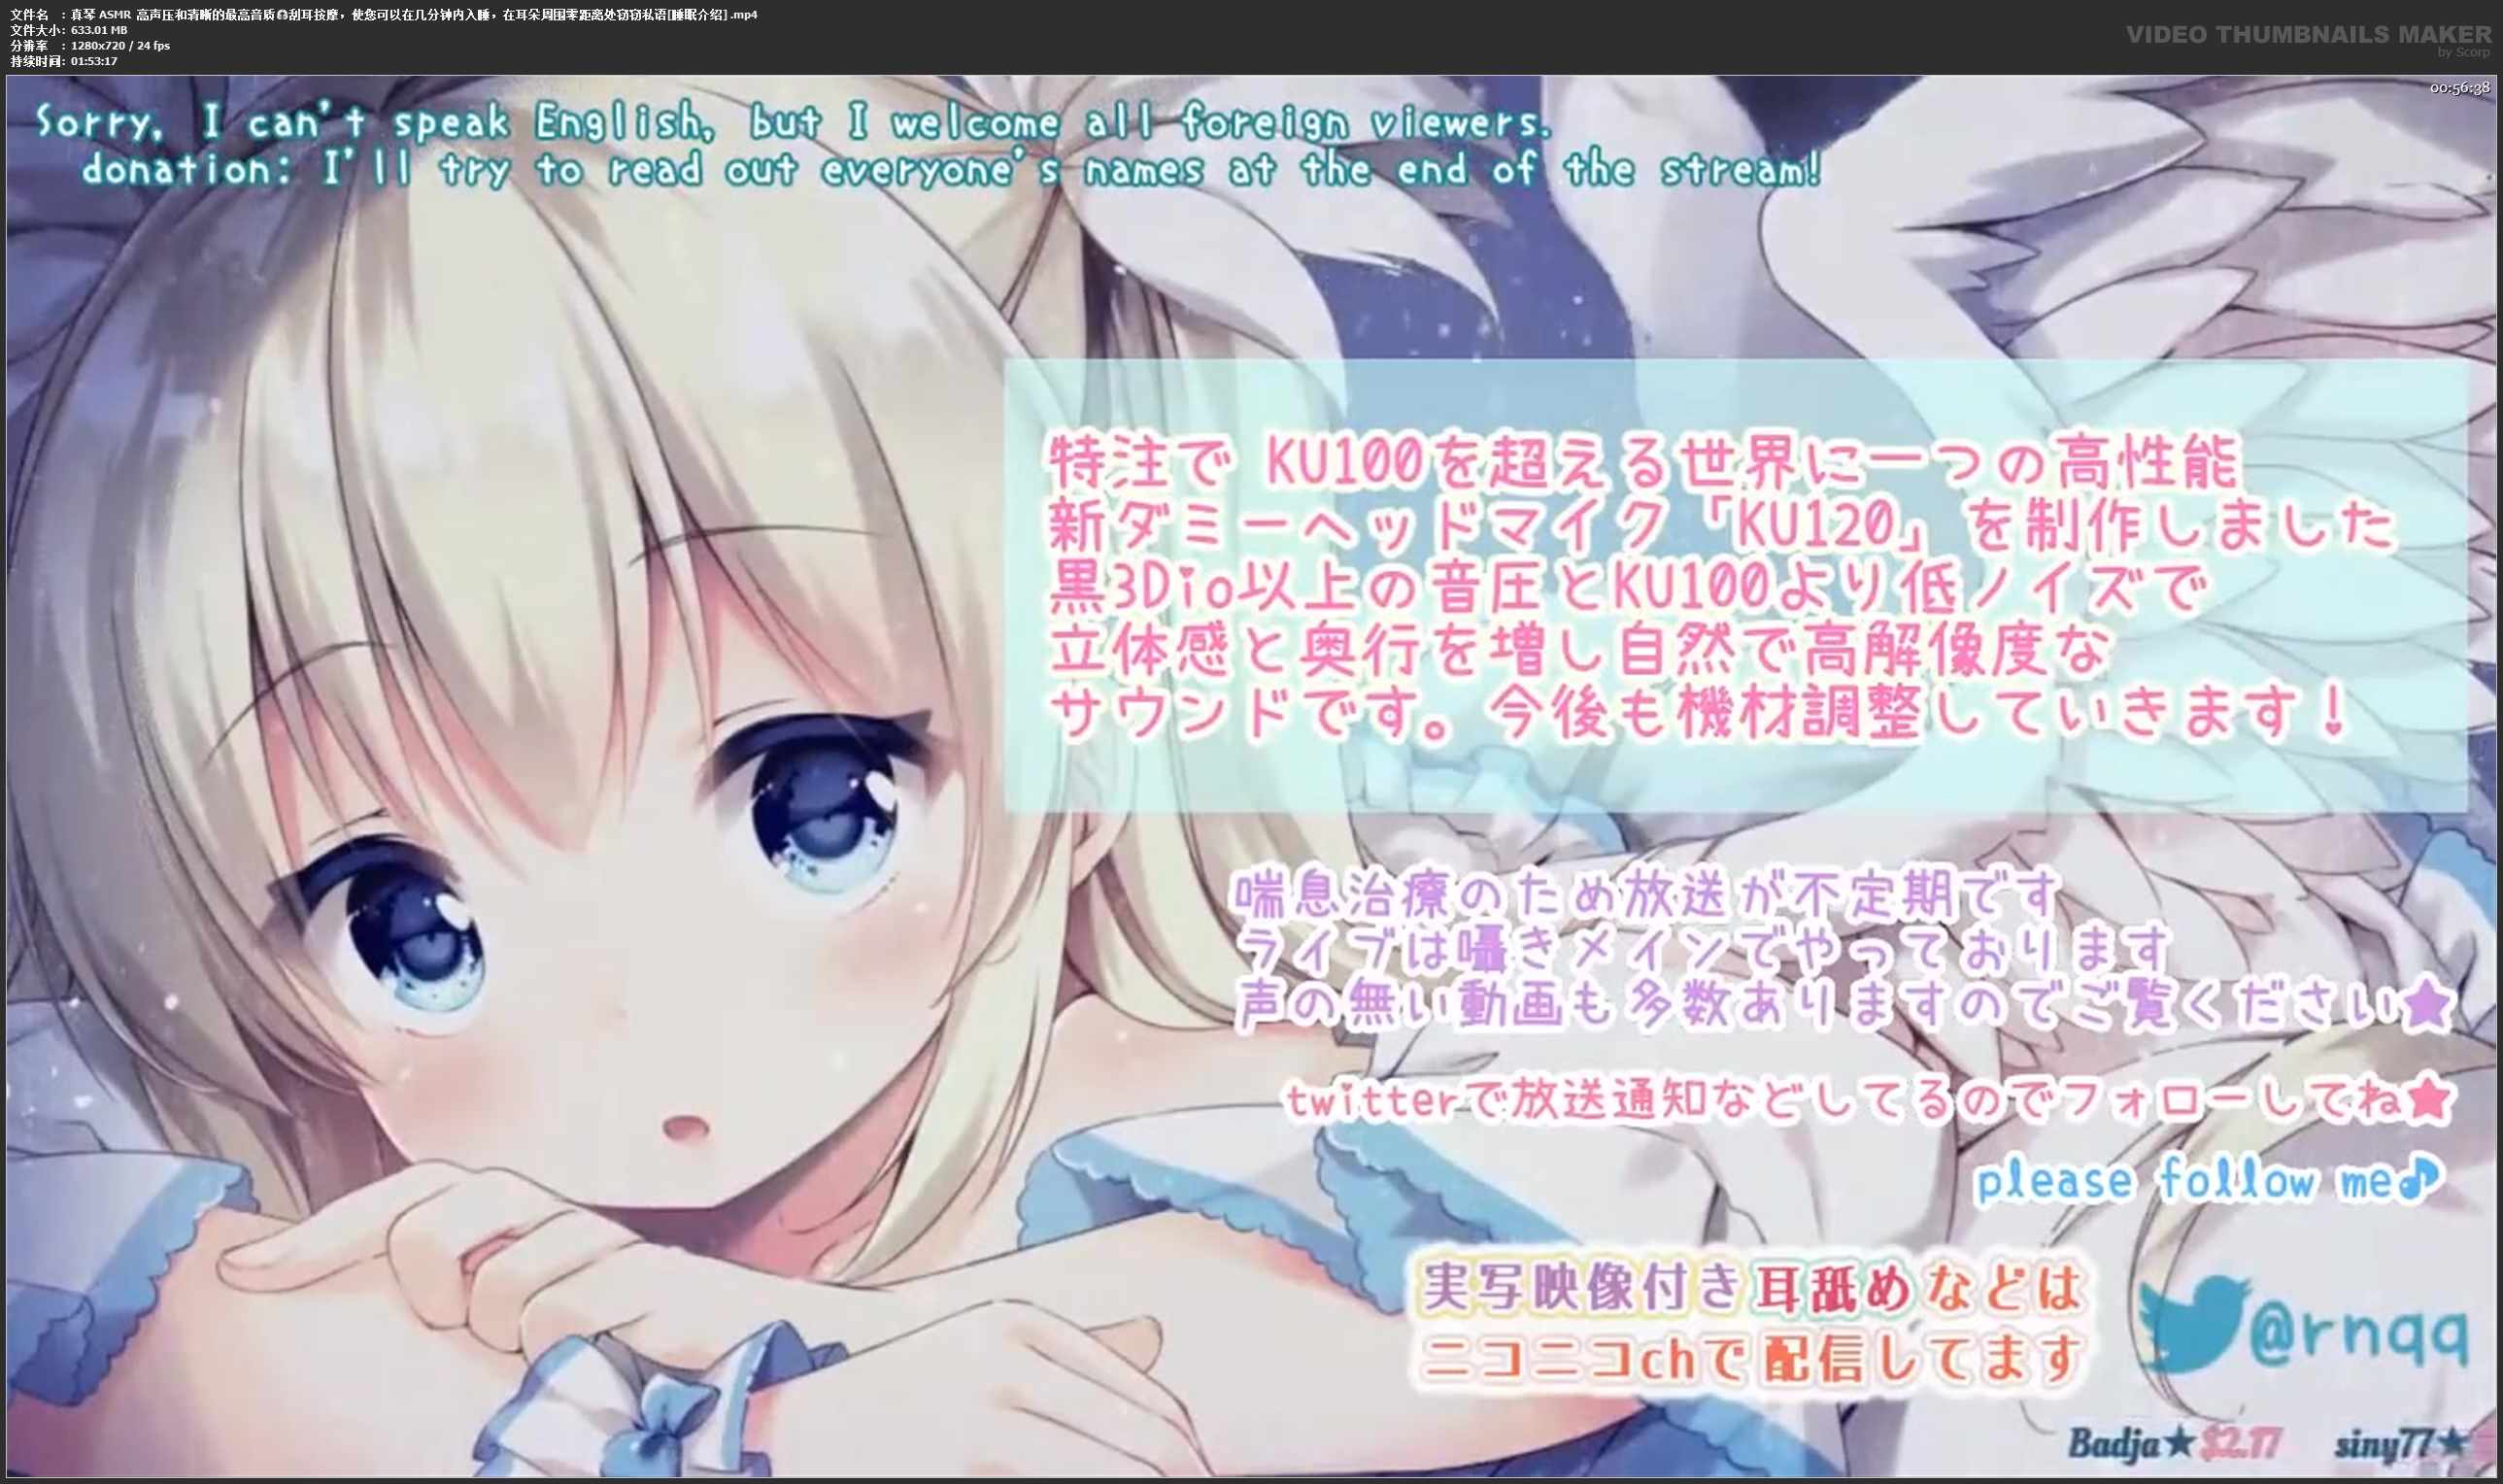 文件名 : 真琴 ASMR 高声压和清晰的最高音质🎧刮耳按摩，使您可以在几分钟内入睡，在耳朵周围零距离处窃窃私语[睡眠介绍].mp4
文件大小: 633.01 MB
分辨率 : 1280x720 / 24 fps
持续时间: 01:53:17
VIDEO THUMBNAILS MAKER
by Scorp
00:56:38
Sorry, I can't speak English, but I welcome all foreign viewers.
donation: I'll try to read out everyone's names at the end of the stream!
特注で KU100を超える世界に一つの高性能
新ダミーヘッドマイク「KU120」を制作しました
黒3Dio以上の音圧とKU100より低ノイズで
立体感と奥行を増し自然で高解像度な
サウンドです。今後も機材調整していきます！
喘息治療のため放送が不定期です
ライブは囁きメインでやっております
声の無い動画も多数ありますのでご覧ください★
twitterで放送通知などしてるのでフォローしてね★
please follow me♪
実写映像付き耳舐めなどは
ニコニコchで配信してます
@rnqq
Badja★$2.17 siny77★